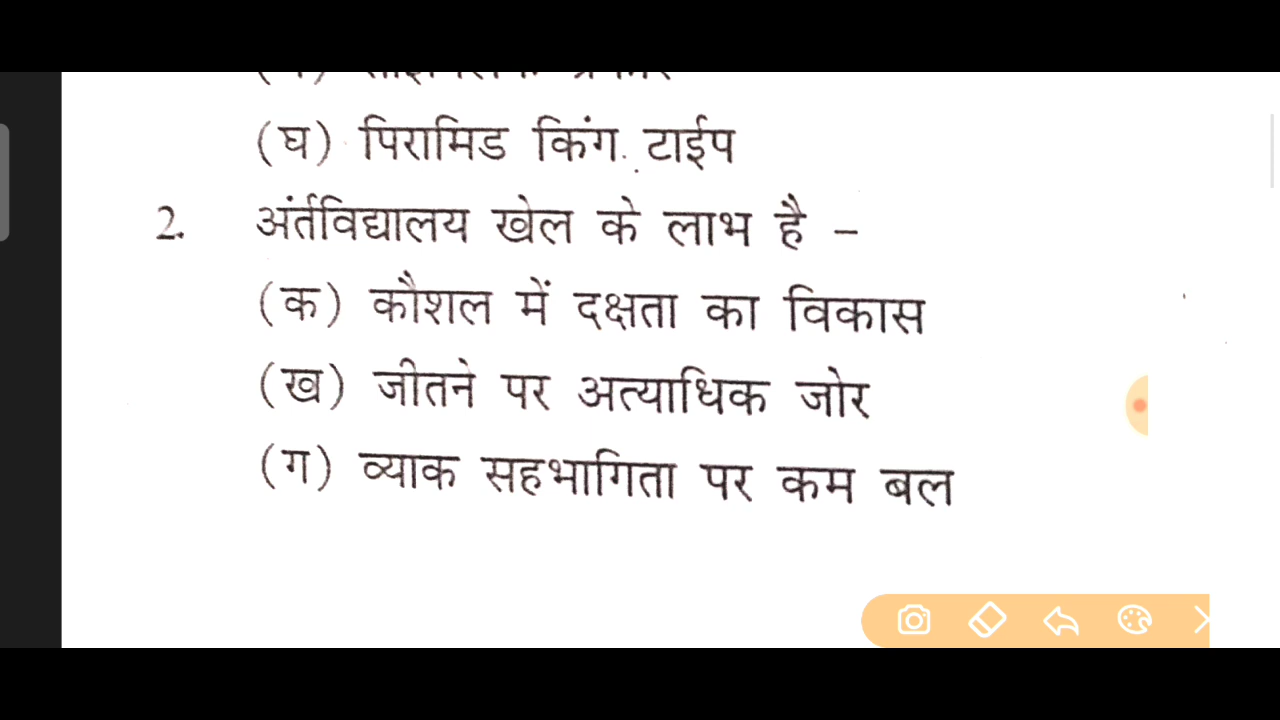 (घ) पिरामिड किंग टाईप
2. अंर्तविद्यालय खेल के लाभ है –
(क) कौशल में दक्षता का विकास
(ख) जीतने पर अत्याधिक जोर
(ग) व्याक सहभागिता पर कम बल